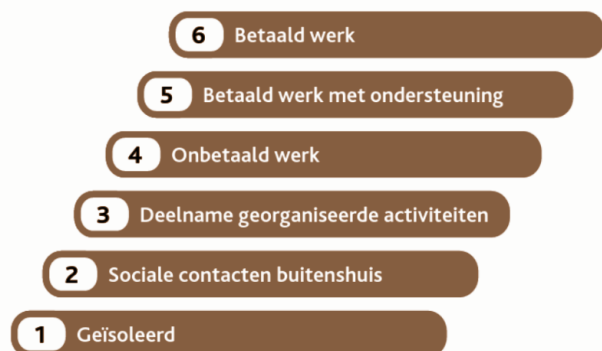 6 Betaald werk
5 Betaald werk met ondersteuning
4 Onbetaald werk
3 Deelname georganiseerde activiteiten
2 Sociale contacten buitenshuis
1 Geïsoleerd